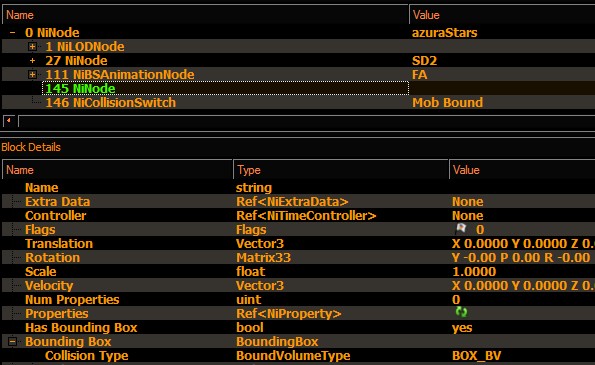 Name Value
0 NiNode azuraStars
1 NiLODNode
27 NiNode SD2
111 NiBSAnimationNode FA
145 NiNode
146 NiCollisionSwitch Mob Bound
Block Details
Name Type Value
Name string
Extra Data Ref<NiExtraData> None
Controller Ref<NiTimeController> None
Flags Flags 0
Translation Vector3 X 0.0000 Y 0.0000 Z 0.0
Rotation Matrix33 Y -0.00 P 0.00 R -0.00
Scale float 1.0000
Velocity Vector3 X 0.0000 Y 0.0000 Z 0.0
Num Properties uint 0
Properties Ref<NiProperty>
Has Bounding Box bool yes
Bounding Box BoundingBox
Collision Type BoundVolumeType BOX_BV